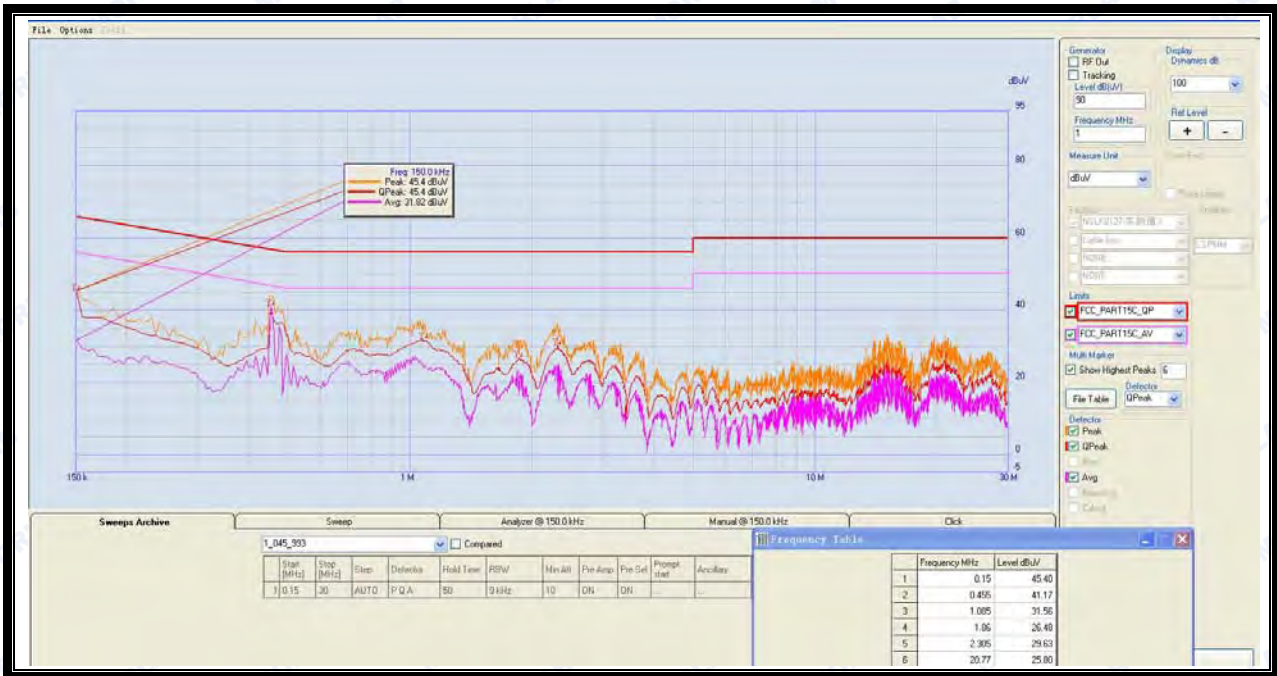 File Options
dBuV
95
80
60
40
20
0
-5
Freq: 150.0 kHz
Peak: 45.4 dBuV
QPeak: 45.4 dBuV
Avg: 31.82 dBuV
150 k 1 M 10 M 30 M
Generator
RF Out
Tracking
Level dB(uV)
90
Frequency MHz
1
Display
Dynamics dB
100
Ref Level
+ -
Measure Unit
dBuV
Limits
FCC_PART15C_QP
FCC_PART15C_AV
Multi Marker
Show Highest Peaks 6
File Table
Detector
QPeak
Detector
Peak
QPeak
Avg
Sweeps Archive Sweep Analyzer @ 150.0 kHz Manual @ 150.0 kHz Click
1_045_993 Compared
Start [MHz] Stop [MHz] Step Detector Hold Time RBW Min Att Pre Amp Pre Sel Prompt start Ancillary
1 0.15 30 AUTO P Q A 50 9 kHz 10 ON ON ... ...
Frequency Table
Frequency MHz Level dBuV
1 0.15 45.40
2 0.455 41.17
3 1.085 31.56
4 1.86 26.48
5 2.305 29.63
6 20.77 25.80